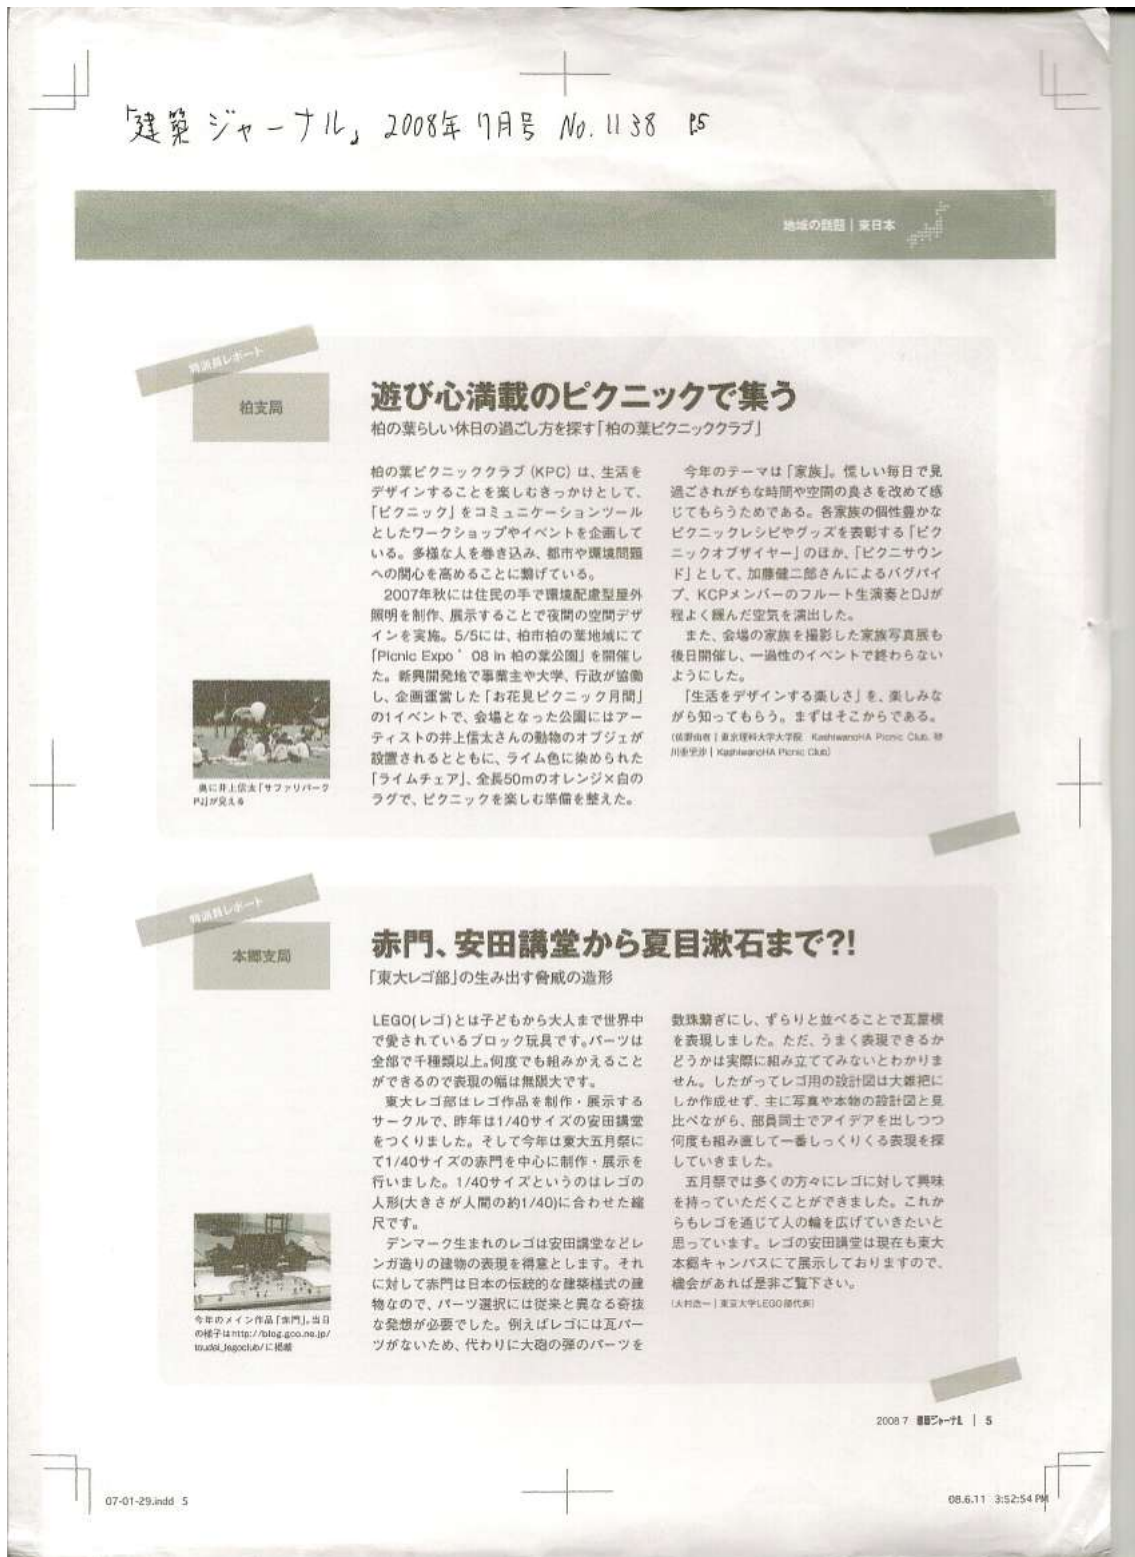 「建築ジャーナル」 2008年 7月号 No.1138 P.5
地域の話題｜東日本
特派員レポート
柏支局
遊び心満載のピクニックで集う
柏の葉らしい休日の過ごし方を探す「柏の葉ピクニッククラブ」
柏の葉ピクニッククラブ（KPC）は、生活を
デザインすることを楽しむきっかけとして、
「ピクニック」をコミュニケーションツール
としたワークショップやイベントを企画して
いる。多様な人を巻き込み、都市や環境問題
への関心を高めることに繋げている。
2007年秋には住民の手で環境配慮型屋外
照明を制作、展示することで夜間の空間デザ
インを実施。5/5には、柏市柏の葉地域にて
「Picnic Expo ’ 08 in 柏の葉公園」を開催し
た。新興開発地で事業主や大学、行政が協働
し、企画運営した「お花見ピクニック月間」
の1イベントで、会場となった公園にはアー
ティストの井上信太さんの動物のオブジェが
設置されるとともに、ライム色に染められた
「ライムチェア」、全長50mのオレンジ×白の
ラグで、ピクニックを楽しむ準備を整えた。
今年のテーマは「家族」。慌しい毎日で見
過ごされがちな時間や空間の良さを改めて感
じてもらうためである。各家族の個性豊かな
ピクニックレシピやグッズを表彰する「ピク
ニックオブザイヤー」のほか、「ピクニサウン
ド」として、加藤健二郎さんによるバグパイ
プ、KCPメンバーのフルート生演奏とDJが
程よく緩んだ空気を演出した。
また、会場の家族を撮影した家族写真展も
後日開催し、一過性のイベントで終わらない
ようにした。
「生活をデザインする楽しさ」を、楽しみな
がら知ってもらう。まずはそこからである。
｜東京理科大学大学院 KashiwanoHA Picnic Club,
｜KashiwanoHA Picnic Club）
奥に井上信太「サファリパーク
PJ」が見える
特派員レポート
本郷支局
赤門、安田講堂から夏目漱石まで?!
「東大レゴ部」の生み出す脅威の造形
LEGO(レゴ)とは子どもから大人まで世界中
で愛されているブロック玩具です。パーツは
全部で千種類以上。何度でも組みかえること
ができるので表現の幅は無限大です。
東大レゴ部はレゴ作品を制作・展示する
サークルで、昨年は1/40サイズの安田講堂
をつくりました。そして今年は東大五月祭に
て1/40サイズの赤門を中心に制作・展示を
行いました。1/40サイズというのはレゴの
人形(大きさが人間の約1/40)に合わせた縮
尺です。
デンマーク生まれのレゴは安田講堂などレ
ンガ造りの建物の表現を得意とします。それ
に対して赤門は日本の伝統的な建築様式の建
物なので、パーツ選択には従来と異なる奇抜
な発想が必要でした。例えばレゴには瓦パー
ツがないため、代わりに大砲の弾のパーツを
数珠繋ぎにし、ずらりと並べることで瓦屋根
を表現しました。ただ、うまく表現できるか
どうかは実際に組み立ててみないとわかりま
せん。したがってレゴ用の設計図は大雑把に
しか作成せず、主に写真や本物の設計図と見
比べながら、部員同士でアイデアを出しつつ
何度も組み直して一番しっくりくる表現を探
していきました。
五月祭では多くの方々にレゴに対して興味
を持っていただくことができました。これか
らもレゴを通じて人の輪を広げていきたいと
思っています。レゴの安田講堂は現在も東大
本郷キャンパスにて展示しておりますので、
機会があれば是非ご覧下さい。
（大村浩一｜東京大学LEGO部代表）
今年のメイン作品「赤門」。当日
の様子はhttp://blog.goo.ne.jp/
toudai_legoclub/に掲載
2008 7 建築ジャーナル ｜ 5
07-01-29.indd 5
08.6.11 3:52:54 PM